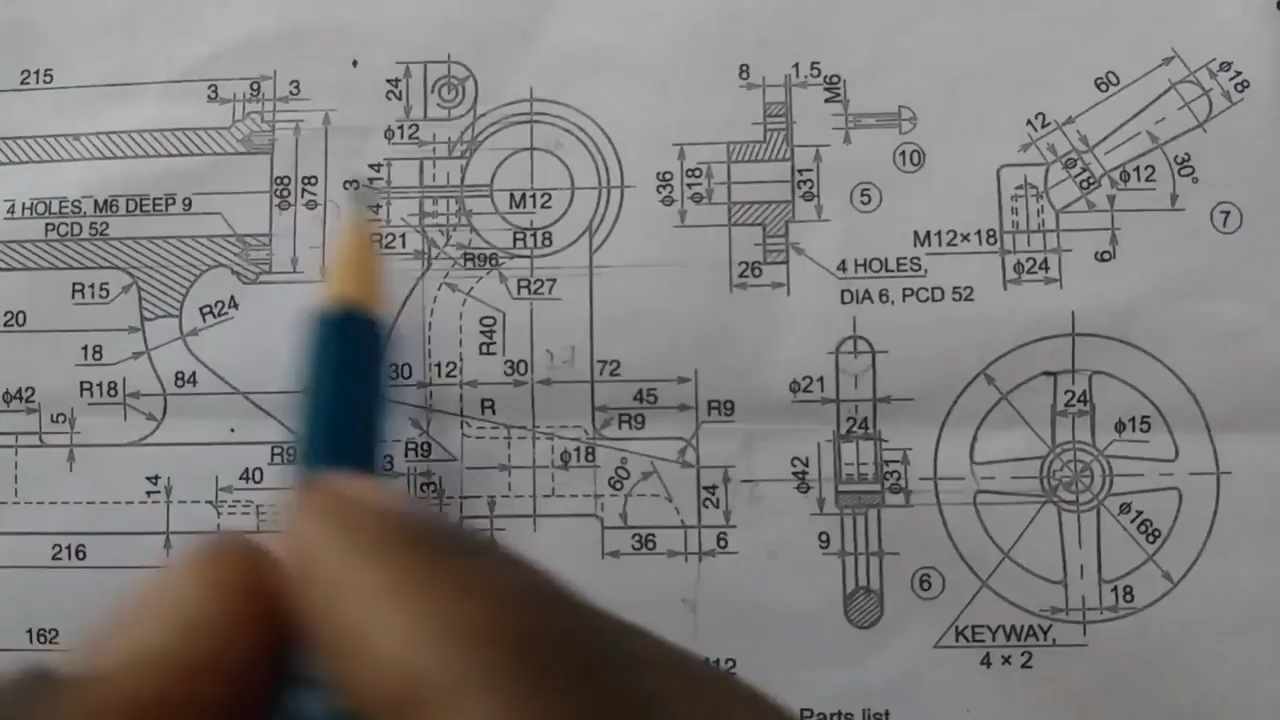 215
3
9
3
24
ϕ12
14
3
14
ϕ68
ϕ78
4 HOLES, M6 DEEP 9
PCD 52
M12
R18
R21
R96
R27
R15
R24
R40
20
18
R18
84
30
12
30
72
45
R
R9
R9
ϕ42
5
R9
R9
3
3
ϕ18
60°
24
14
40
36
6
216
162
8
1.5
M6
10
ϕ36
ϕ18
ϕ31
5
26
4 HOLES,
DIA 6, PCD 52
60
ϕ18
12
ϕ18
ϕ12
30°
7
M12×18
6
ϕ24
ϕ21
24
ϕ42
ϕ31
9
6
24
ϕ15
ϕ168
18
KEYWAY,
4 × 2
Parts list